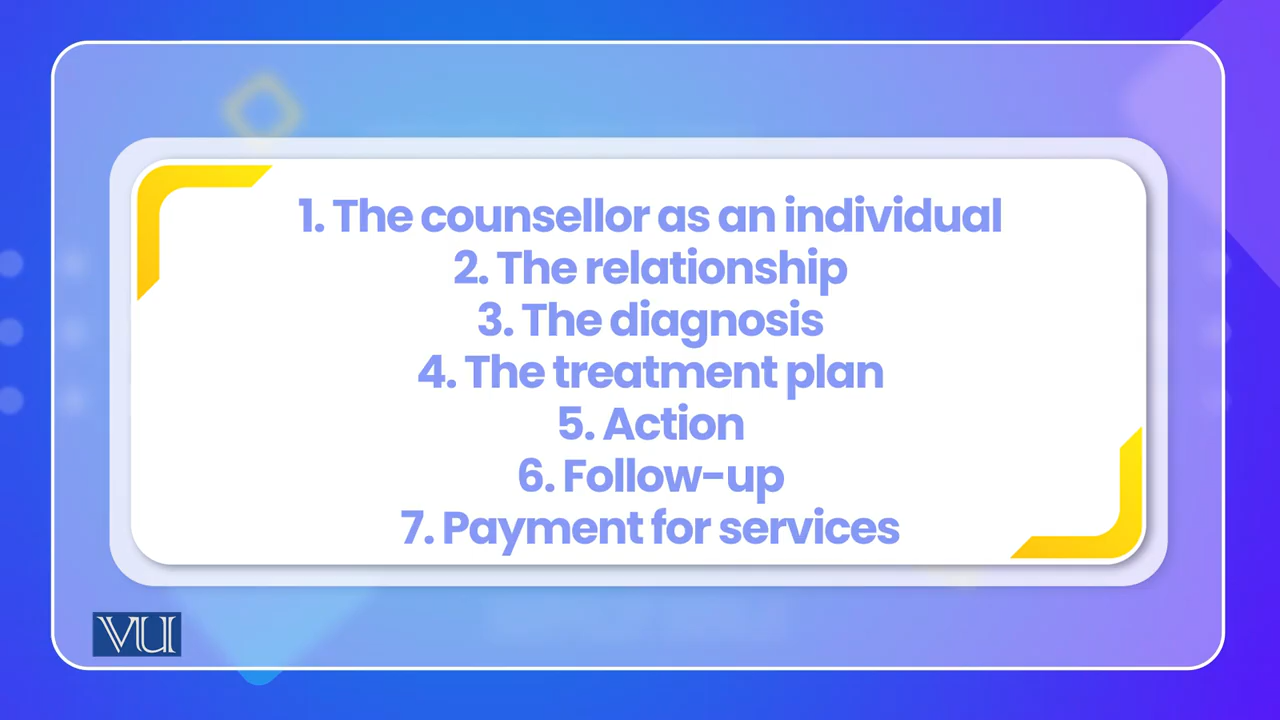 1. The counsellor as an individual
2. The relationship
3. The diagnosis
4. The treatment plan
5. Action
6. Follow-up
7. Payment for services
VU